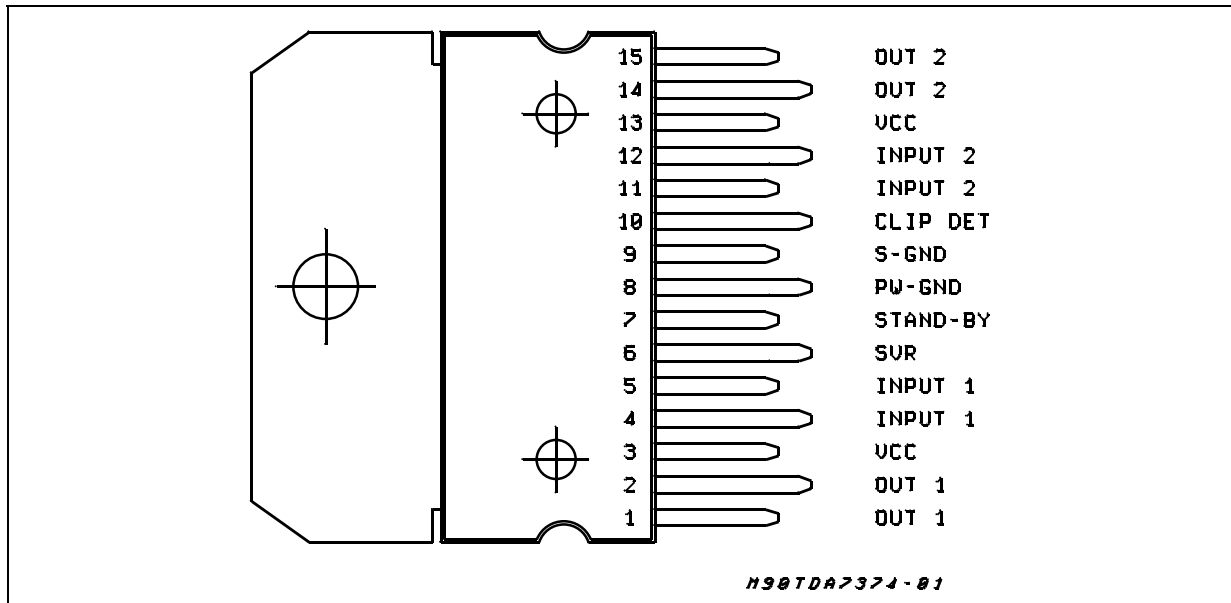 15 OUT 2
14 OUT 2
13 VCC
12 INPUT 2
11 INPUT 2
10 CLIP DET
9 S-GND
8 PW-GND
7 STAND-BY
6 SVR
5 INPUT 1
4 INPUT 1
3 VCC
2 OUT 1
1 OUT 1
M90TDA7374-01